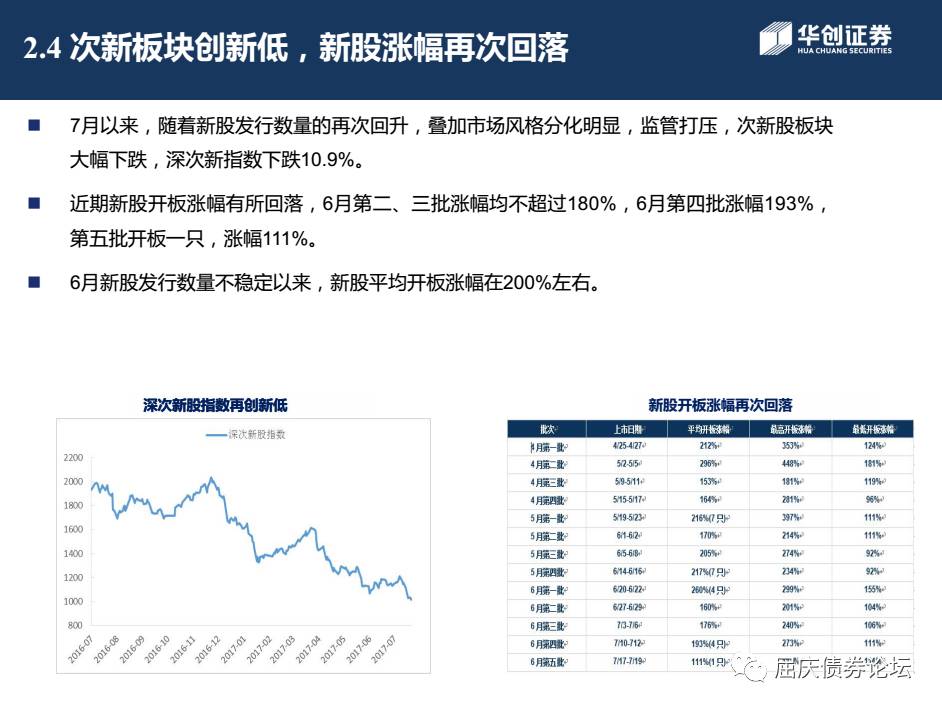 2.4 次新板块创新低，新股涨幅再次回落
华创证券
HUA CHUANG SECURITIES
■ 7月以来，随着新股发行数量的再次回升，叠加市场风格分化明显，监管打压，次新股板块
大幅下跌，深次新指数下跌10.9%。
■ 近期新股开板涨幅有所回落，6月第二、三批涨幅均不超过180%，6月第四批涨幅193%，
第五批开板一只，涨幅111%。
■ 6月新股发行数量不稳定以来，新股平均开板涨幅在200%左右。
深次新股指数再创新低
深次新股指数
2200
2000
1800
1600
1400
1200
1000
800
2016-07 2016-08 2016-09 2016-10 2016-11 2016-12 2017-01 2017-02 2017-03 2017-04 2017-05 2017-06 2017-07
新股开板涨幅再次回落
批次 上市日期 平均开板涨幅 最高开板涨幅 最低开板涨幅
4月第一批 4/25-4/27 212% 353% 124%
4月第二批 5/2-5/5 296% 448% 181%
4月第三批 5/9-5/11 153% 181% 119%
4月第四批 5/15-5/17 164% 281% 96%
5月第一批 5/19-5/23 216%(7只) 397% 111%
5月第二批 6/1-6/2 170% 214% 111%
5月第三批 6/5-6/8 205% 274% 92%
5月第四批 6/14-6/16 217%(7只) 234% 92%
6月第一批 6/20-6/22 260%(4只) 299% 155%
6月第二批 6/27-6/29 160% 201% 104%
6月第三批 7/3-7/6 176% 240% 106%
6月第四批 7/10-712 193%(4只) 273% 111%
6月第五批 7/17-7/19 111%(1只)
屈庆债券论坛